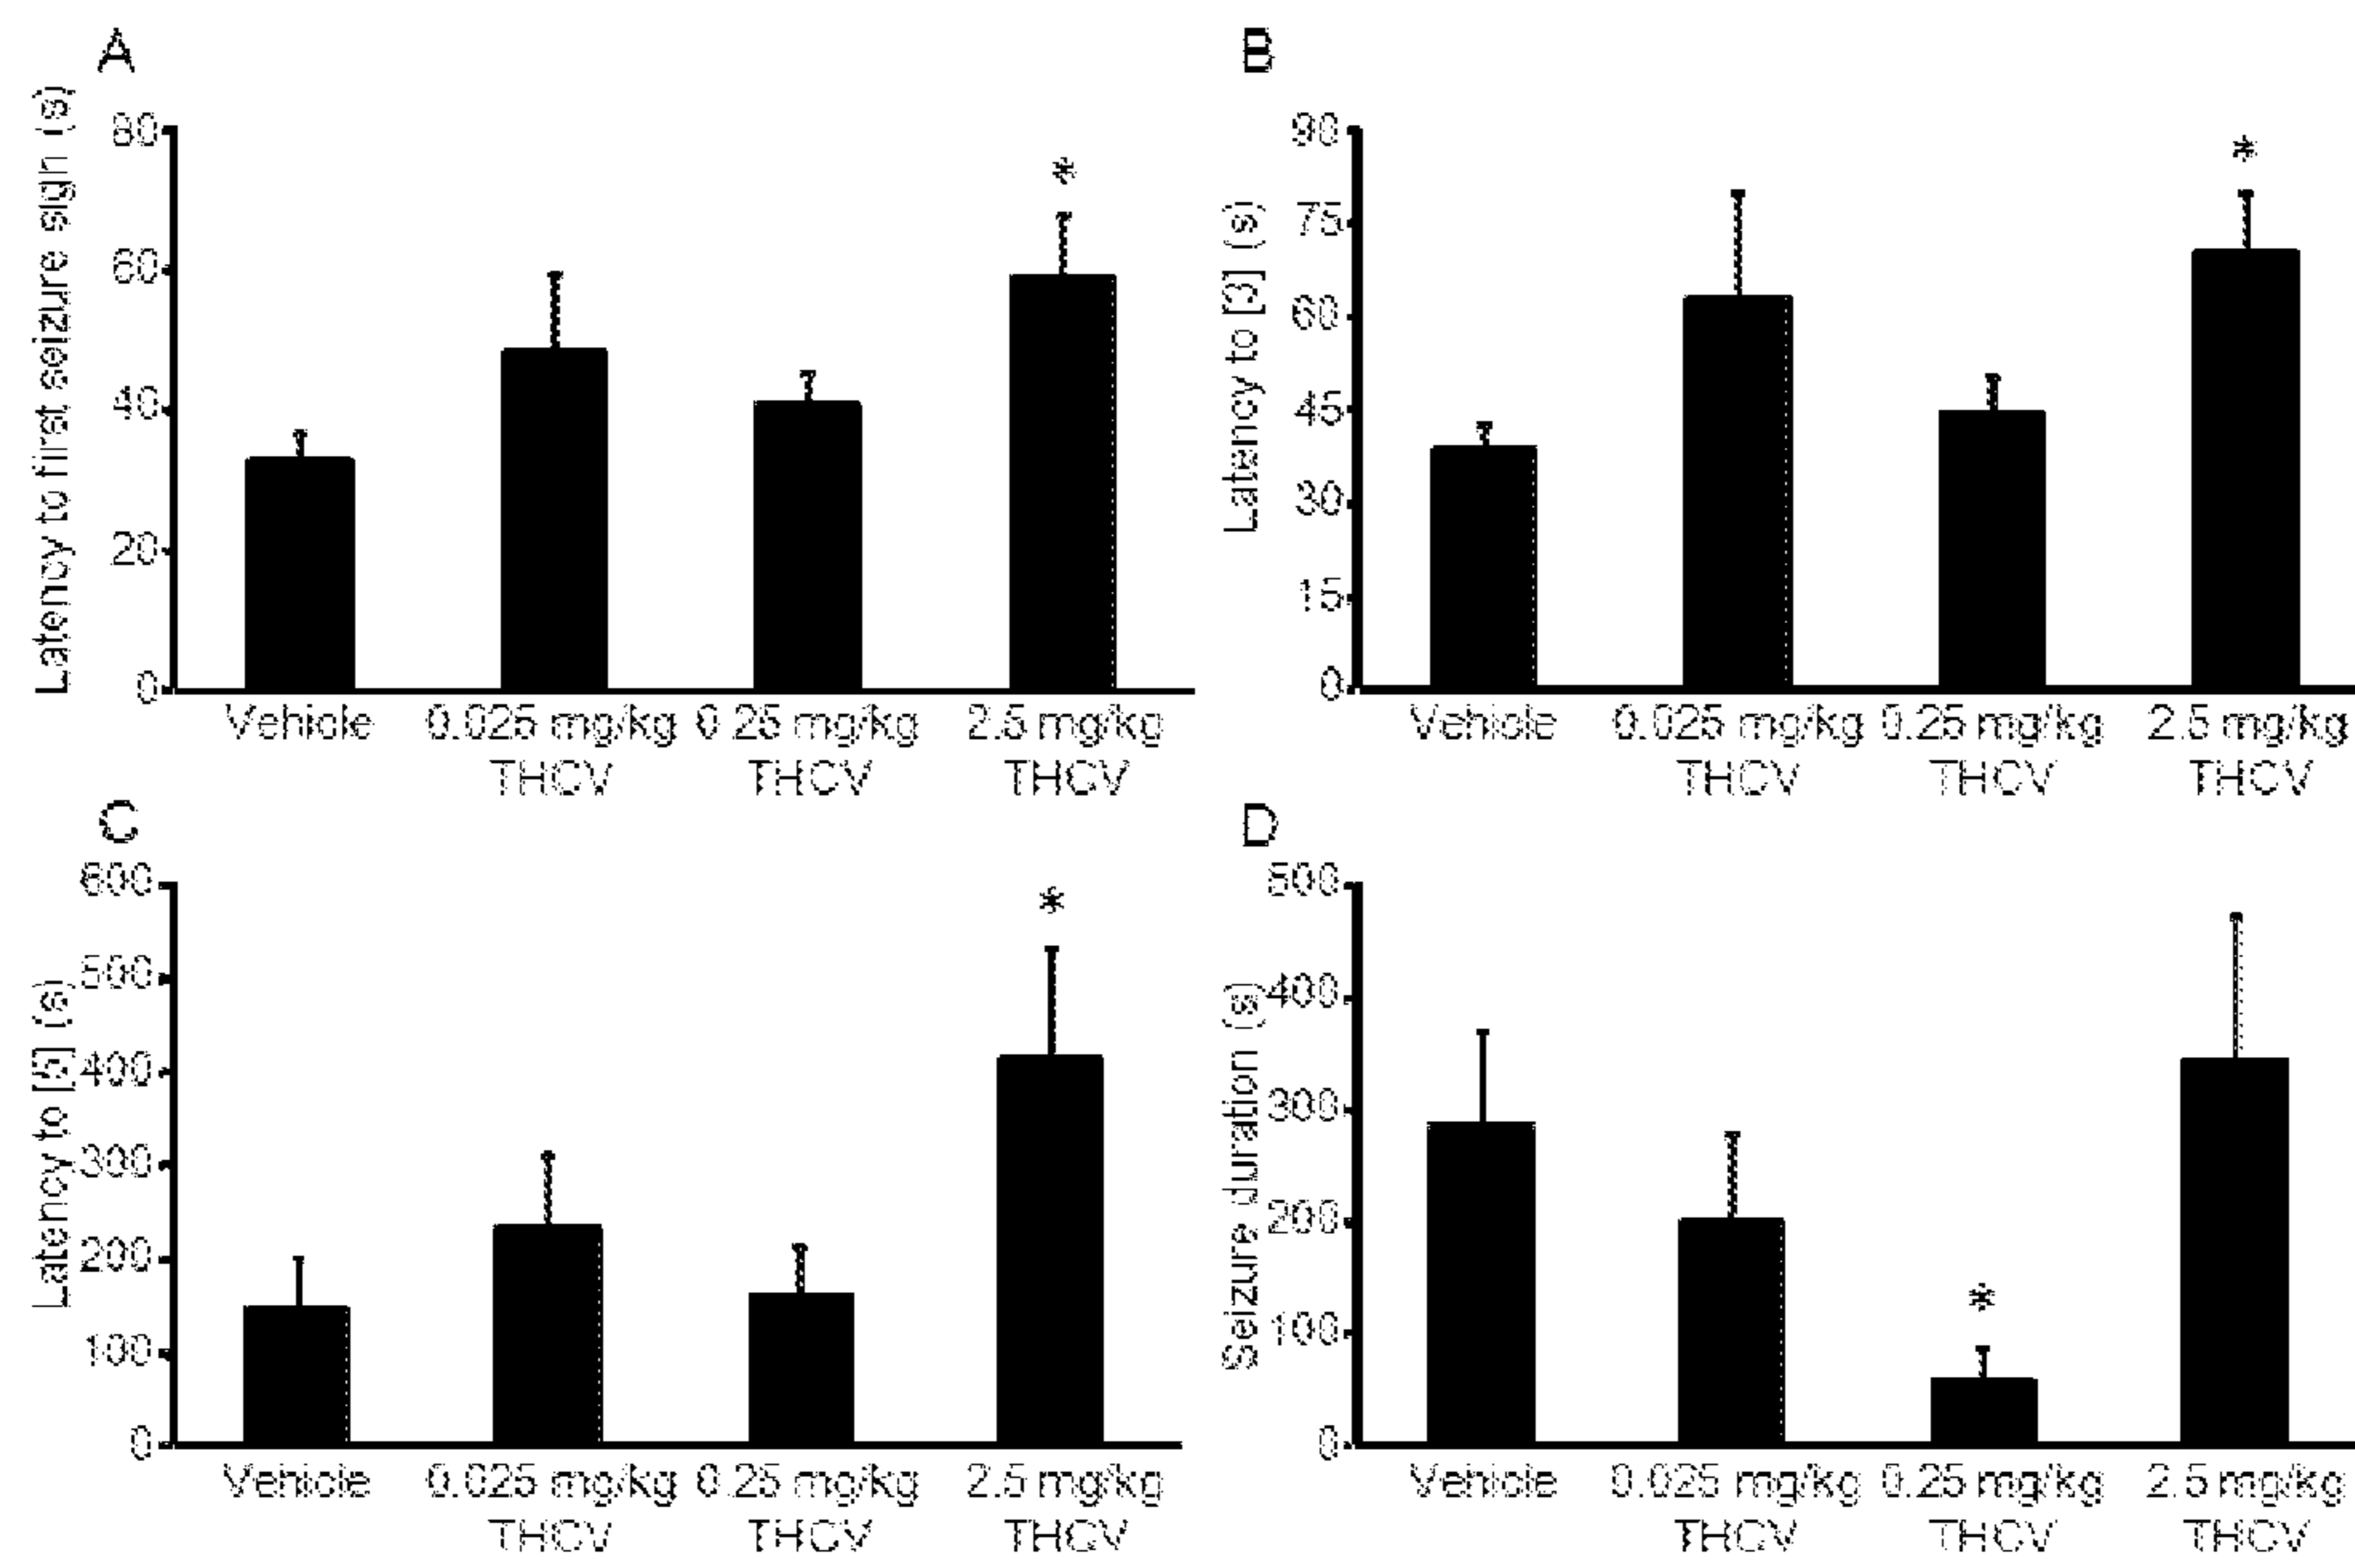 A
Latency to first seizure sign (s)
80
60
40
20
0
Vehicle 0.025 mg/kg 0.25 mg/kg 2.5 mg/kg
THCV THCV THCV
*
B
Latency to [3] (s)
90
75
60
45
30
15
0
Vehicle 0.025 mg/kg 0.25 mg/kg 2.5 mg/kg
THCV THCV THCV
*
C
Latency to [5] (s)
600
500
400
300
200
100
0
Vehicle 0.025 mg/kg 0.25 mg/kg 2.5 mg/kg
THCV THCV THCV
*
D
Seizure duration (s)
500
400
300
200
100
0
Vehicle 0.025 mg/kg 0.25 mg/kg 2.5 mg/kg
THCV THCV THCV
*